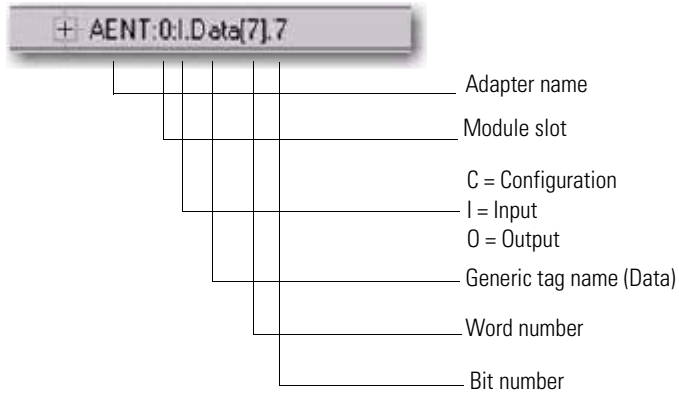 AENT:0:I.Data[7].7
Adapter name
Module slot
C = Configuration
I = Input
O = Output
Generic tag name (Data)
Word number
Bit number